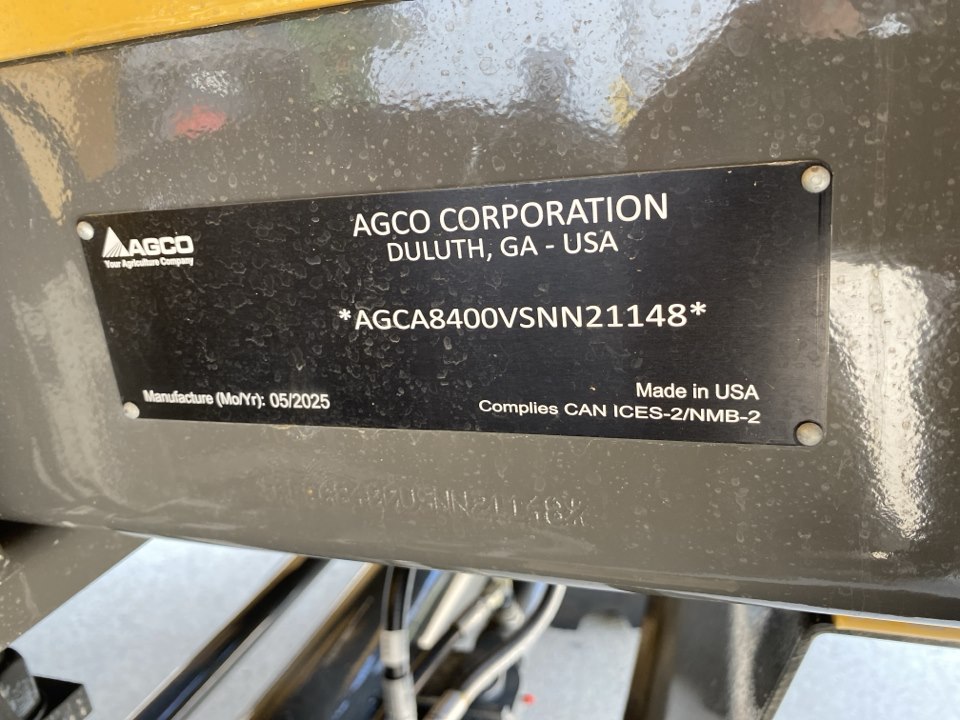 AGCO
Your Agriculture Company
AGCO CORPORATION
DULUTH, GA - USA
*AGCA8400VSNN21148*
Manufacture (Mo/Yr): 05/2025
Made in USA
Complies CAN ICES-2/NMB-2